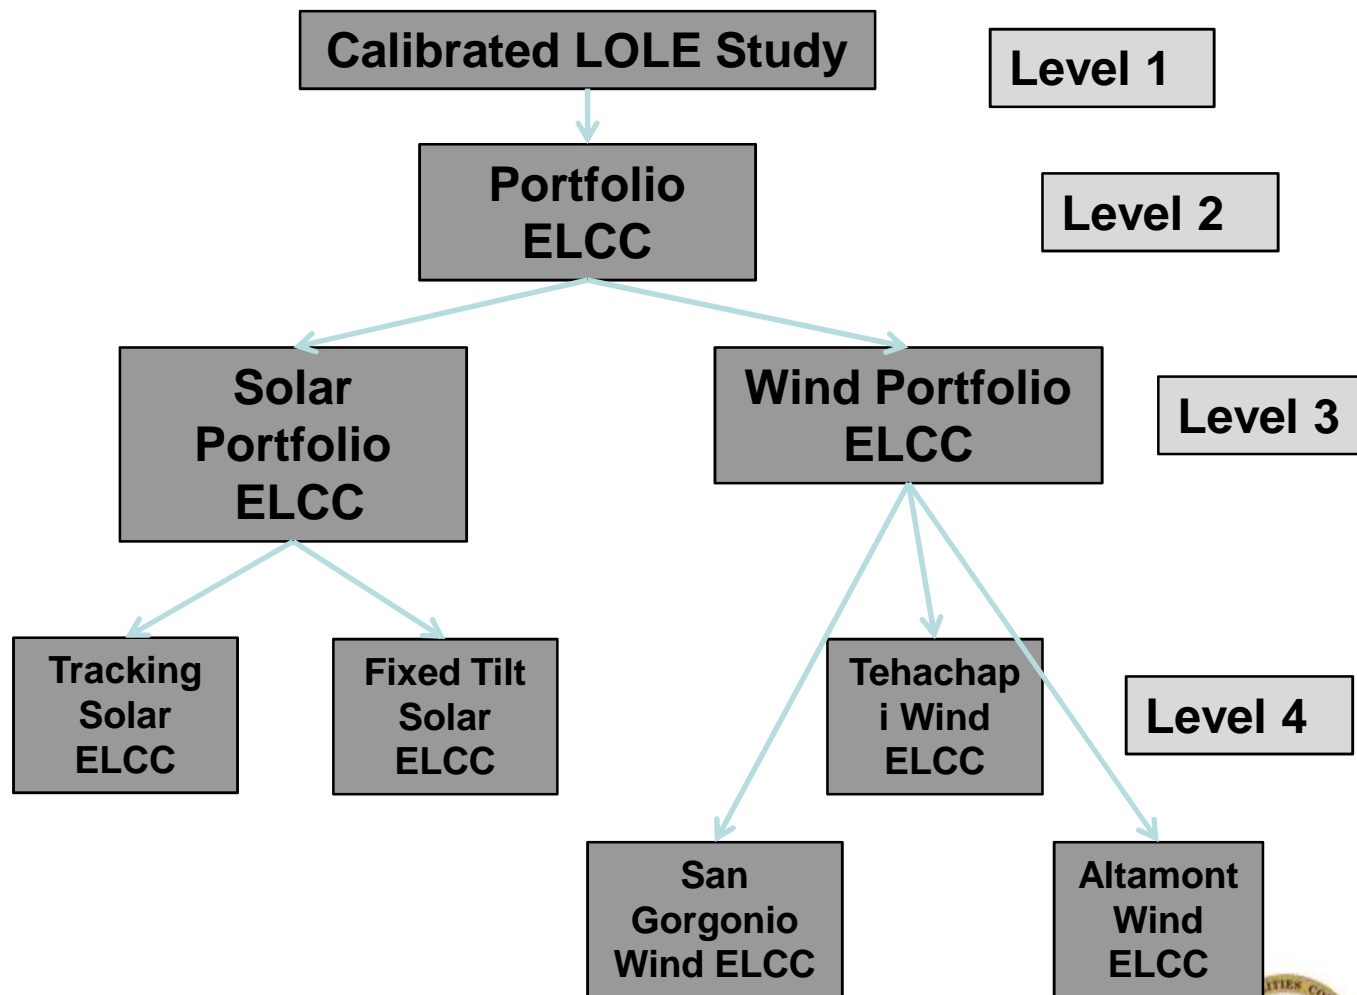 Calibrated LOLE Study
Level 1
Portfolio
ELCC
Level 2
Solar
Portfolio
ELCC
Wind Portfolio
ELCC
Level 3
Tracking
Solar
ELCC
Fixed Tilt
Solar
ELCC
Tehachap
i Wind
ELCC
Level 4
San
Gorgonio
Wind ELCC
Altamont
Wind
ELCC